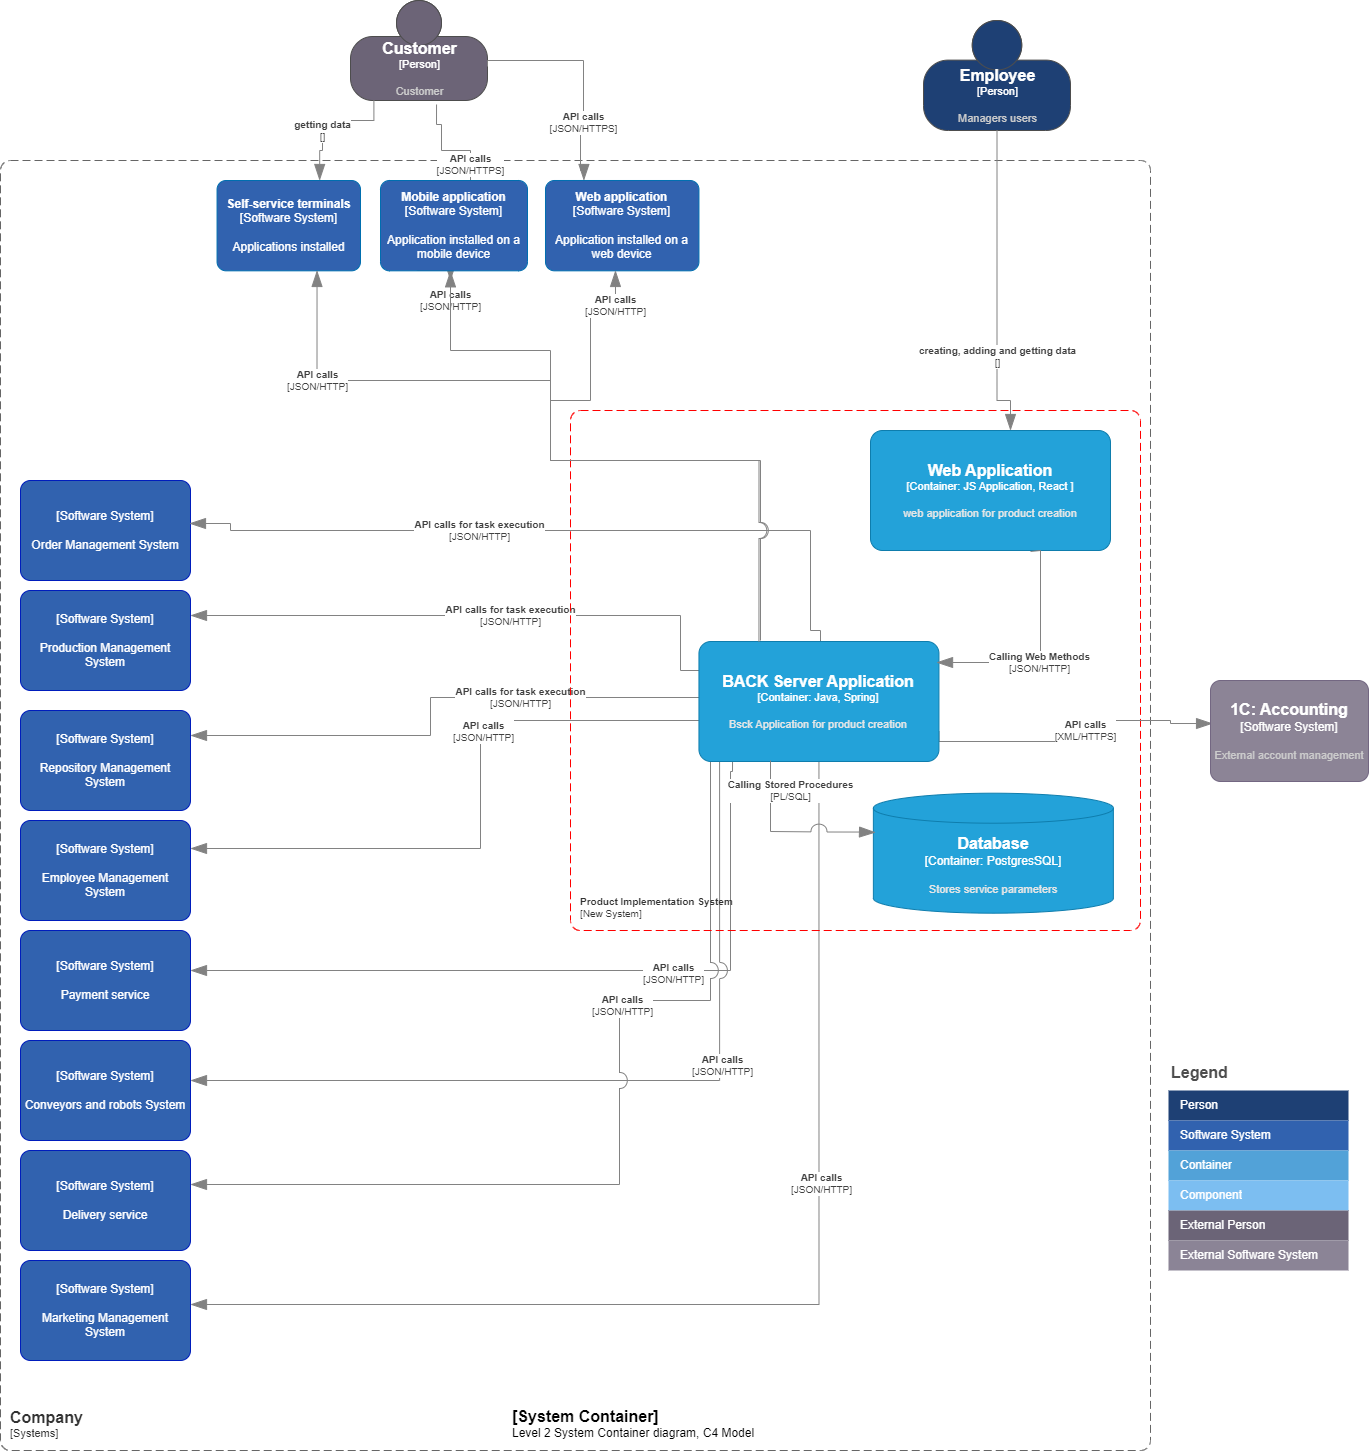 Customer
[Person]
Customer
Employee
[Person]
Managers users
getting data
[]
API calls
[JSON/HTTPS]
API calls
[JSON/HTTPS]
Self-service terminals
[Software System]
Applications installed
Mobile application
[Software System]
Application installed on a
mobile device
Web application
[Software System]
Application installed on a
web device
API calls
[JSON/HTTP]
API calls
[JSON/HTTP]
API calls
[JSON/HTTP]
creating, adding and getting data
[]
Web Application
[Container: JS Application, React ]
web application for product creation
[Software System]
Order Management System
API calls for task execution
[JSON/HTTP]
[Software System]
Production Management
System
API calls for task execution
[JSON/HTTP]
Calling Web Methods
[JSON/HTTP]
BACK Server Application
[Container: Java, Spring]
Bsck Application for product creation
API calls for task execution
[JSON/HTTP]
[Software System]
Repository Management
System
API calls
[JSON/HTTP]
API calls
[XML/HTTPS]
1C: Accounting
[Software System]
External account management
Calling Stored Procedures
[PL/SQL]
Database
[Container: PostgresSQL]
Stores service parameters
[Software System]
Employee Management
System
Product Implementation System
[New System]
[Software System]
Payment service
API calls
[JSON/HTTP]
API calls
[JSON/HTTP]
[Software System]
Conveyors and robots System
API calls
[JSON/HTTP]
[Software System]
Delivery service
API calls
[JSON/HTTP]
[Software System]
Marketing Management
System
Legend
Person
Software System
Container
Component
External Person
External Software System
Company
[Systems]
[System Container]
Level 2 System Container diagram, C4 Model